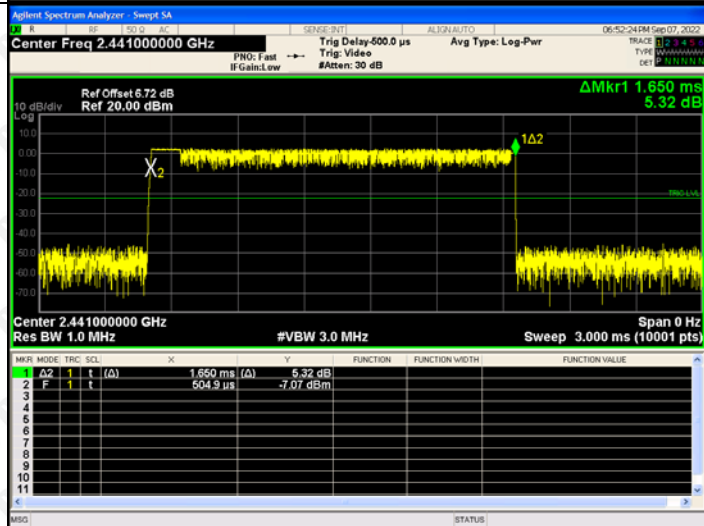 Agilent Spectrum Analyzer - Swept SA
R RF 50 Ω AC SENSE:INT ALIGNAUTO 06:52:24 PM Sep 07, 2022
Center Freq 2.441000000 GHz
PNO: Fast
IFGain:Low
Trig Delay-500.0 µs
Trig: Video
#Atten: 30 dB
Avg Type: Log-Pwr
TRACE 1 2 3 4 5 6
TYPE
DET P N N N N N
ΔMkr1 1.650 ms
5.32 dB
Ref Offset 6.72 dB
10 dB/div Ref 20.00 dBm
Log
10.0
0.00
-10.0
-20.0
-30.0
-40.0
-50.0
-60.0
-70.0
X2
1Δ2
TRIG LVL
Center 2.441000000 GHz Span 0 Hz
Res BW 1.0 MHz #VBW 3.0 MHz Sweep 3.000 ms (10001 pts)
MKR MODE TRC SCL X Y FUNCTION FUNCTION WIDTH FUNCTION VALUE
1 Δ2 1 t (Δ) 1.650 ms (Δ) 5.32 dB
2 F 1 t 504.9 µs -7.07 dBm
3
4
5
6
7
8
9
10
11
MSG STATUS